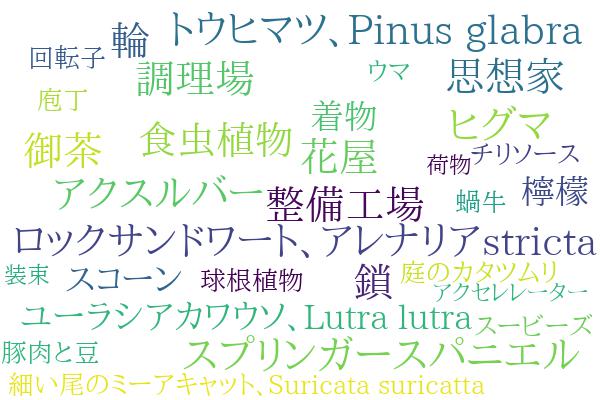 トウヒマツ、Pinus glabra
輪
回転子
調理場
ウマ
思想家
庖丁
着物
ヒグマ
御茶
食虫植物
花屋
荷物
チリソース
アクスルバー
整備工場
蝸牛
檸檬
ロックサンドワート、アレナリアstricta
装束
スコーン
球根植物
鎖
庭のカタツムリ
アクセレレーター
ユーラシアカワウソ、Lutra lutra
スービーズ
豚肉と豆
スプリンガースパニエル
細い尾のミーアキャット、Suricata suricatta